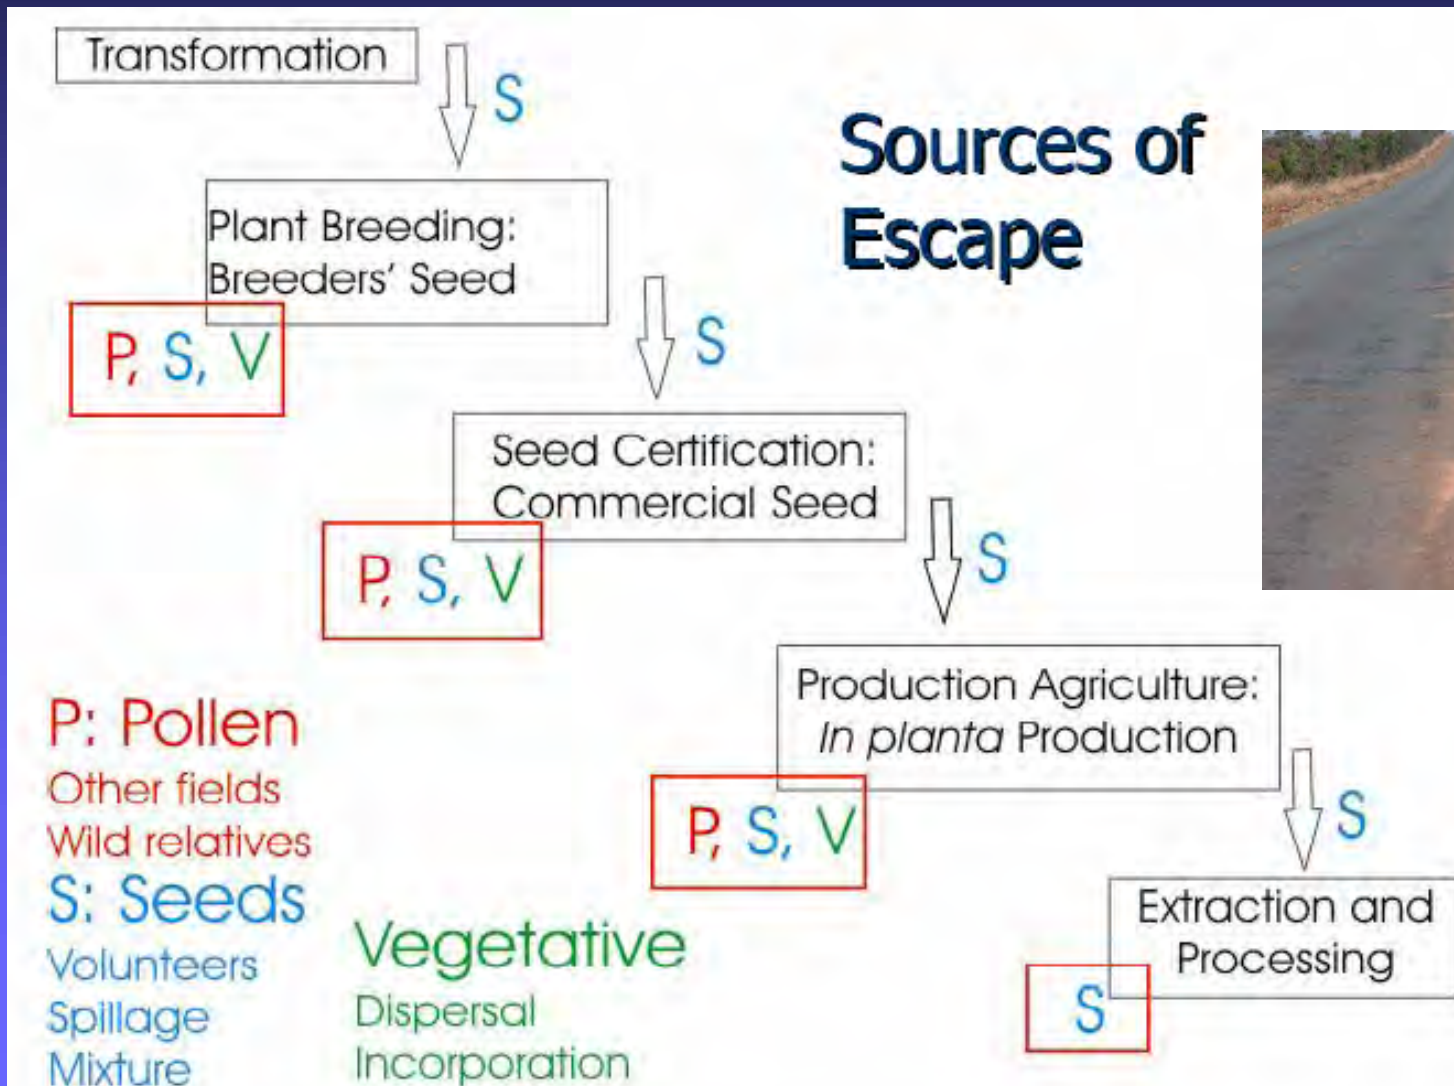 Transformation
S
Sources of
Escape
Plant Breeding:
Breeders' Seed
P, S, V
S
Seed Certification:
Commercial Seed
P, S, V
S
Production Agriculture:
In planta Production
P, S, V
S
Extraction and
Processing
S
P: Pollen
Other fields
Wild relatives
S: Seeds
Volunteers
Spillage
Mixture
Vegetative
Dispersal
Incorporation